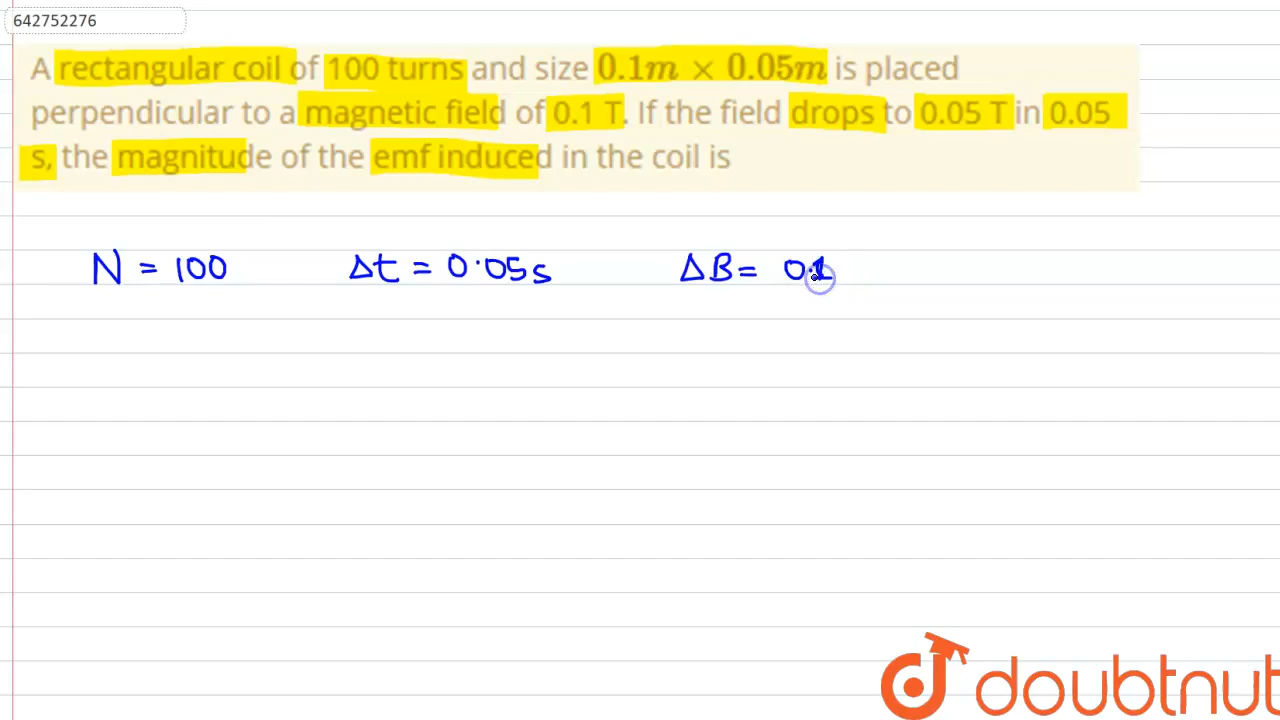 642752276
A rectangular coil of 100 turns and size 0.1m × 0.05m is placed
perpendicular to a magnetic field of 0.1 T. If the field drops to 0.05 T in 0.05
s, the magnitude of the emf induced in the coil is
N = 100 Δt = 0.05s ΔB = 0.1
doubtnut